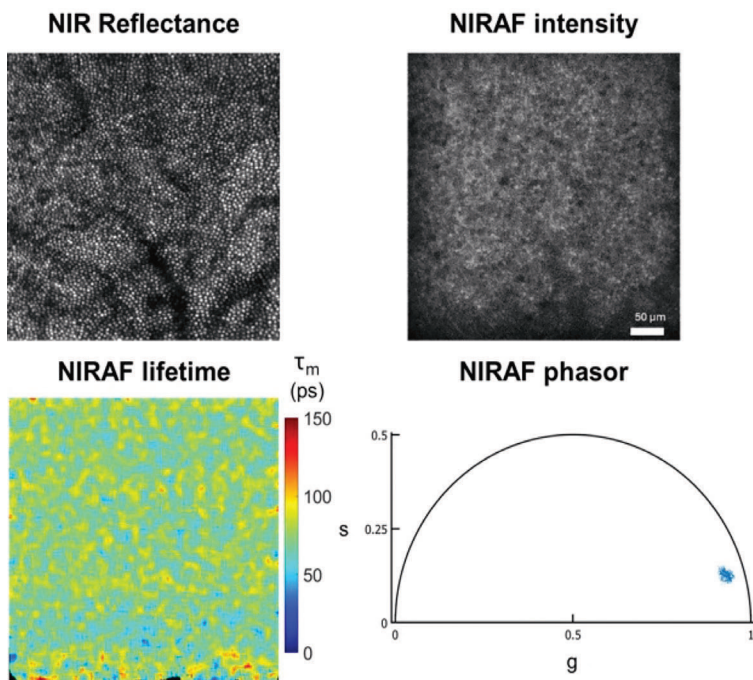 NIR Reflectance
NIRAF intensity
50 µm
NIRAF lifetime
τm
(ps)
150
100
50
0
NIRAF phasor
0.5
0.25
0
s
0
0.5
1
g